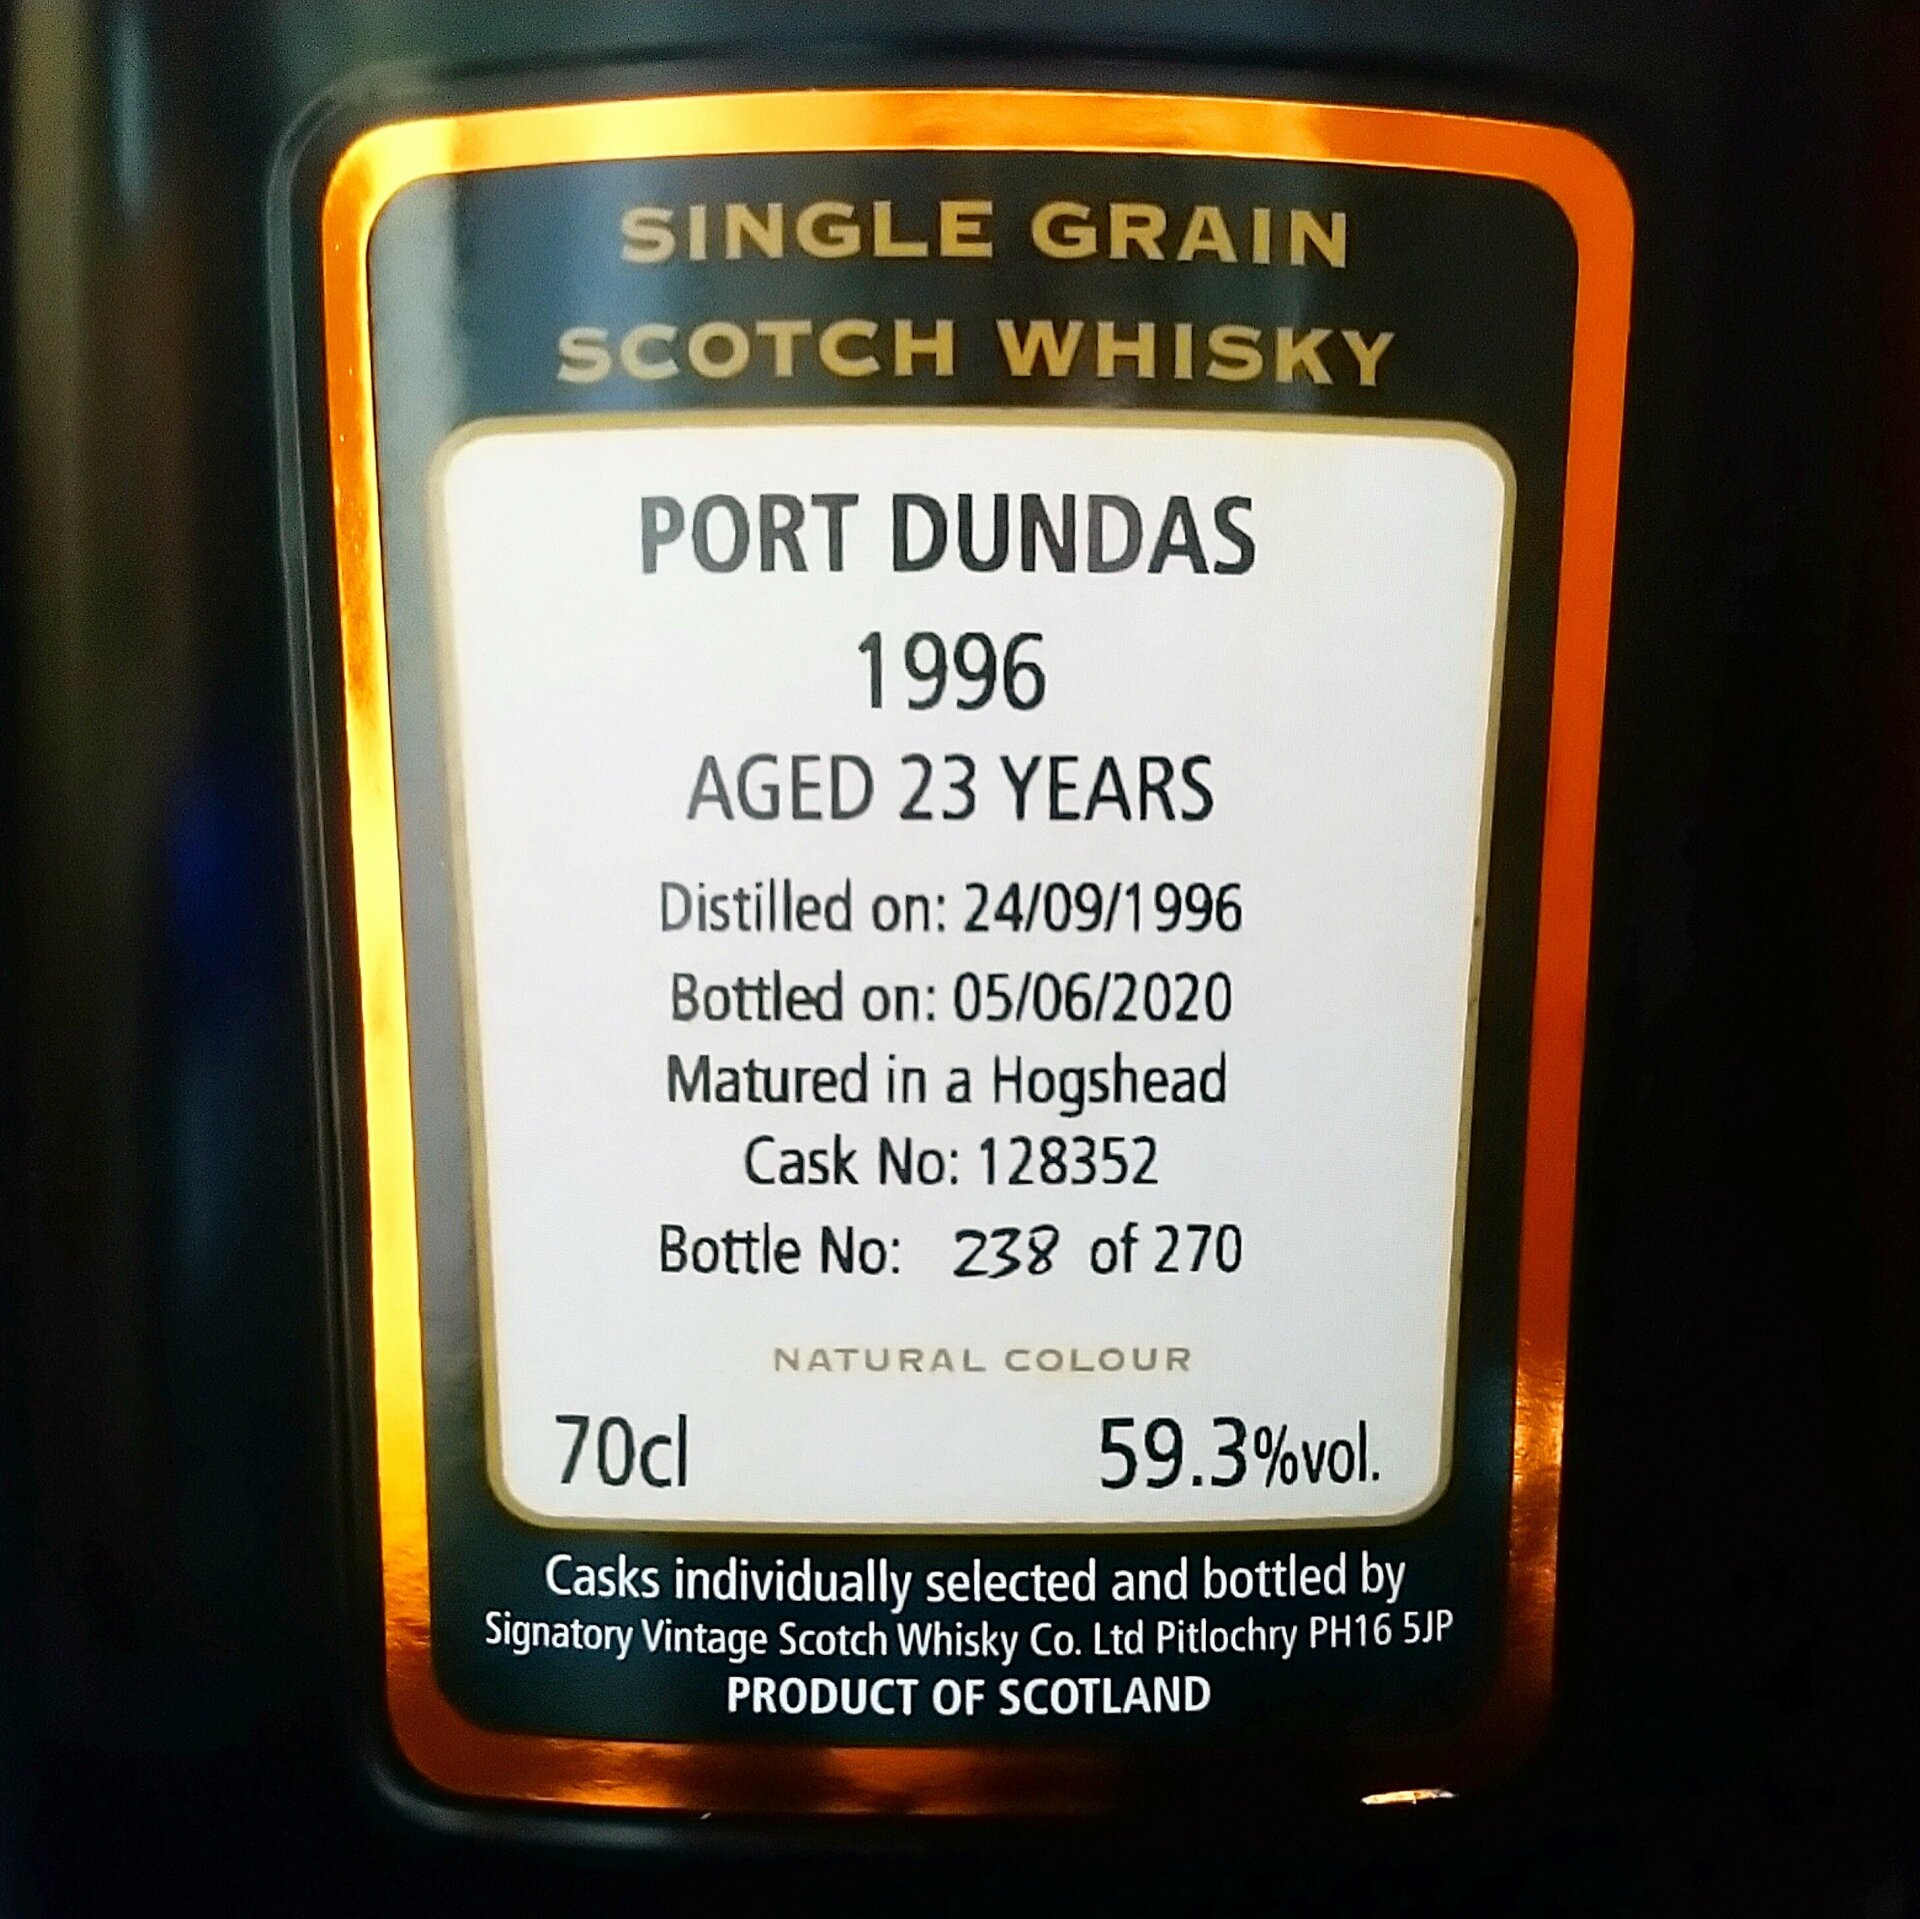 SINGLE GRAIN
SCOTCH WHISKY
PORT DUNDAS
1996
AGED 23 YEARS
Distilled on: 24/09/1996
Bottled on: 05/06/2020
Matured in a Hogshead
Cask No: 128352
Bottle No: 238 of 270
NATURAL COLOUR
70cl 59.3%vol.
Casks individually selected and bottled by
Signatory Vintage Scotch Whisky Co. Ltd Pitlochry PH16 5JP
PRODUCT OF SCOTLAND